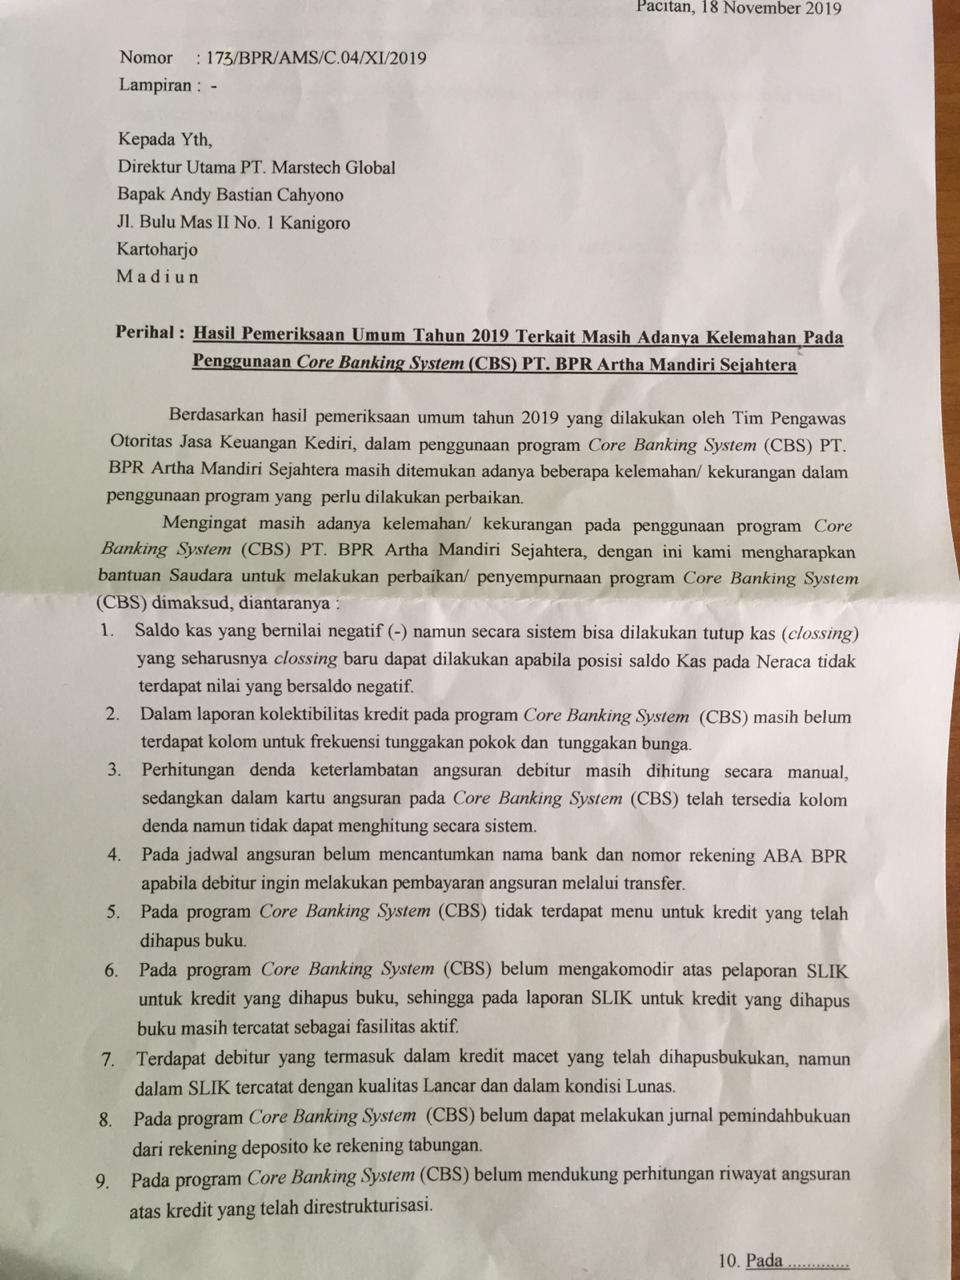 Pacitan, 18 November 2019
Nomor : 173/BPR/AMS/C.04/XI/2019
Lampiran : -
Kepada Yth,
Direktur Utama PT. Marstech Global
Bapak Andy Bastian Cahyono
Jl. Bulu Mas II No. 1 Kanigoro
Kartoharjo
M a d i u n
Perihal : Hasil Pemeriksaan Umum Tahun 2019 Terkait Masih Adanya Kelemahan Pada
Penggunaan Core Banking System (CBS) PT. BPR Artha Mandiri Sejahtera
Berdasarkan hasil pemeriksaan umum tahun 2019 yang dilakukan oleh Tim Pengawas
Otoritas Jasa Keuangan Kediri, dalam penggunaan program Core Banking System (CBS) PT.
BPR Artha Mandiri Sejahtera masih ditemukan adanya beberapa kelemahan/ kekurangan dalam
penggunaan program yang perlu dilakukan perbaikan.
Mengingat masih adanya kelemahan/ kekurangan pada penggunaan program Core
Banking System (CBS) PT. BPR Artha Mandiri Sejahtera, dengan ini kami mengharapkan
bantuan Saudara untuk melakukan perbaikan/ penyempurnaan program Core Banking System
(CBS) dimaksud, diantaranya :
1. Saldo kas yang bernilai negatif (-) namun secara sistem bisa dilakukan tutup kas (clossing)
yang seharusnya clossing baru dapat dilakukan apabila posisi saldo Kas pada Neraca tidak
terdapat nilai yang bersaldo negatif.
2. Dalam laporan kolektibilitas kredit pada program Core Banking System (CBS) masih belum
terdapat kolom untuk frekuensi tunggakan pokok dan tunggakan bunga.
3. Perhitungan denda keterlambatan angsuran debitur masih dihitung secara manual,
sedangkan dalam kartu angsuran pada Core Banking System (CBS) telah tersedia kolom
denda namun tidak dapat menghitung secara sistem.
4. Pada jadwal angsuran belum mencantumkan nama bank dan nomor rekening ABA BPR
apabila debitur ingin melakukan pembayaran angsuran melalui transfer.
5. Pada program Core Banking System (CBS) tidak terdapat menu untuk kredit yang telah
dihapus buku.
6. Pada program Core Banking System (CBS) belum mengakomodir atas pelaporan SLIK
untuk kredit yang dihapus buku, sehingga pada laporan SLIK untuk kredit yang dihapus
buku masih tercatat sebagai fasilitas aktif.
7. Terdapat debitur yang termasuk dalam kredit macet yang telah dihapusbukukan, namun
dalam SLIK tercatat dengan kualitas Lancar dan dalam kondisi Lunas.
8. Pada program Core Banking System (CBS) belum dapat melakukan jurnal pemindahbukuan
dari rekening deposito ke rekening tabungan.
9. Pada program Core Banking System (CBS) belum mendukung perhitungan riwayat angsuran
atas kredit yang telah direstrukturisasi.
10. Pada .............